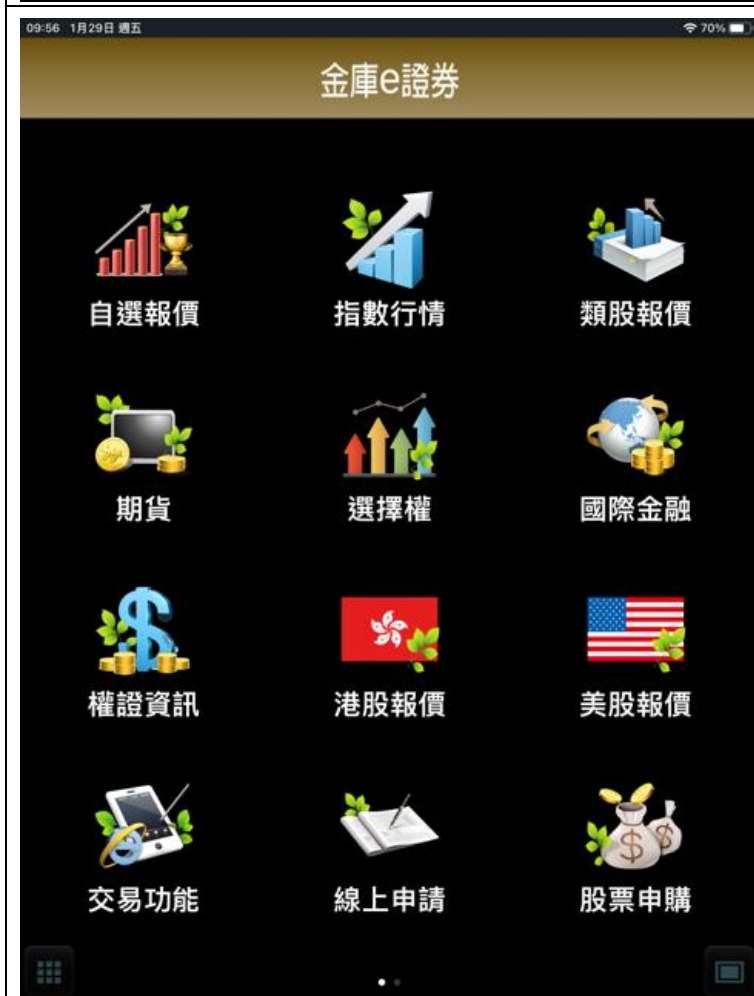 09:56 1月29日 週五 70%
金庫e證券
自選報價 指數行情 類股報價
期貨 選擇權 國際金融
權證資訊 港股報價 美股報價
交易功能 線上申請 股票申購